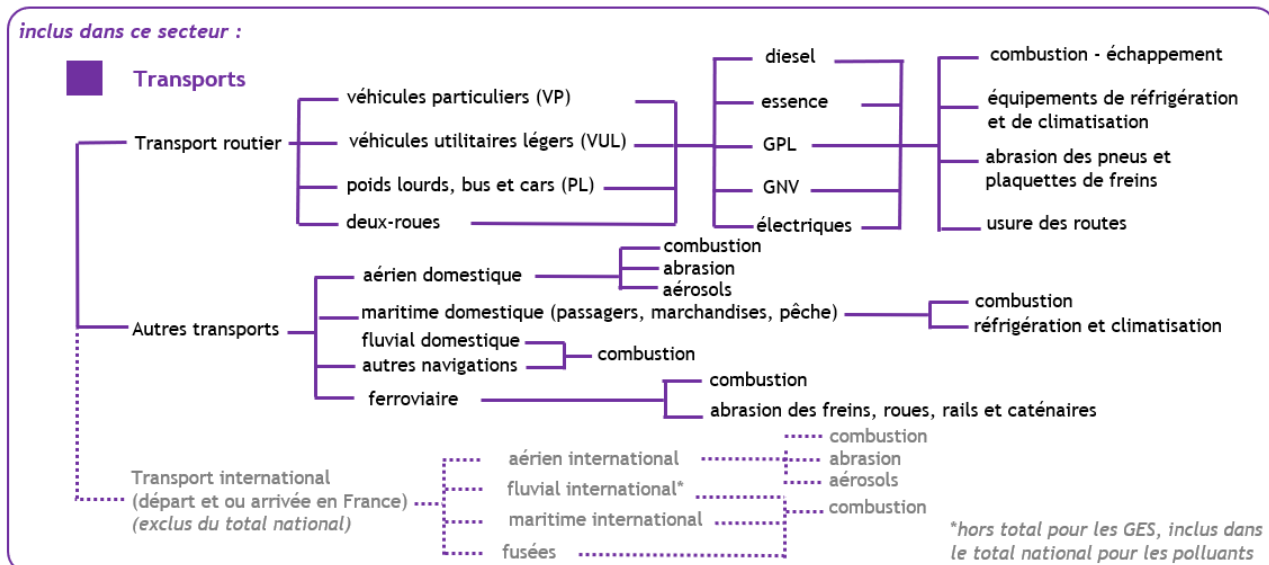 inclus dans ce secteur :
Transports
Transport routier
véhicules particuliers (VP)
véhicules utilitaires légers (VUL)
poids lourds, bus et cars (PL)
deux-roues
diesel
essence
GPL
GNV
électriques
combustion - échappement
équipements de réfrigération
et de climatisation
abrasion des pneus et
plaquettes de freins
usure des routes
Autres transports
aérien domestique
combustion
abrasion
aérosols
maritime domestique (passagers, marchandises, pêche)
combustion
réfrigération et climatisation
fluvial domestique
autres navigations
combustion
ferroviaire
combustion
abrasion des freins, roues, rails et caténaires
Transport international
(départ et ou arrivée en France)
(exclus du total national)
aérien international
combustion
abrasion
aérosols
fluvial international*
maritime international
fusées
combustion
*hors total pour les GES, inclus dans
le total national pour les polluants